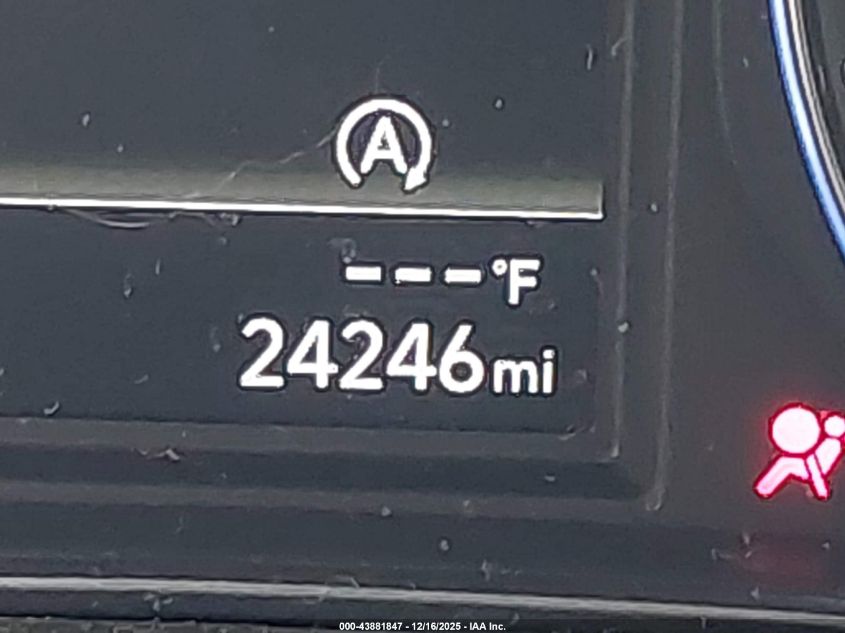 A
---°F
24246mi
000-43881847 - 12/16/2025 - IAA Inc.